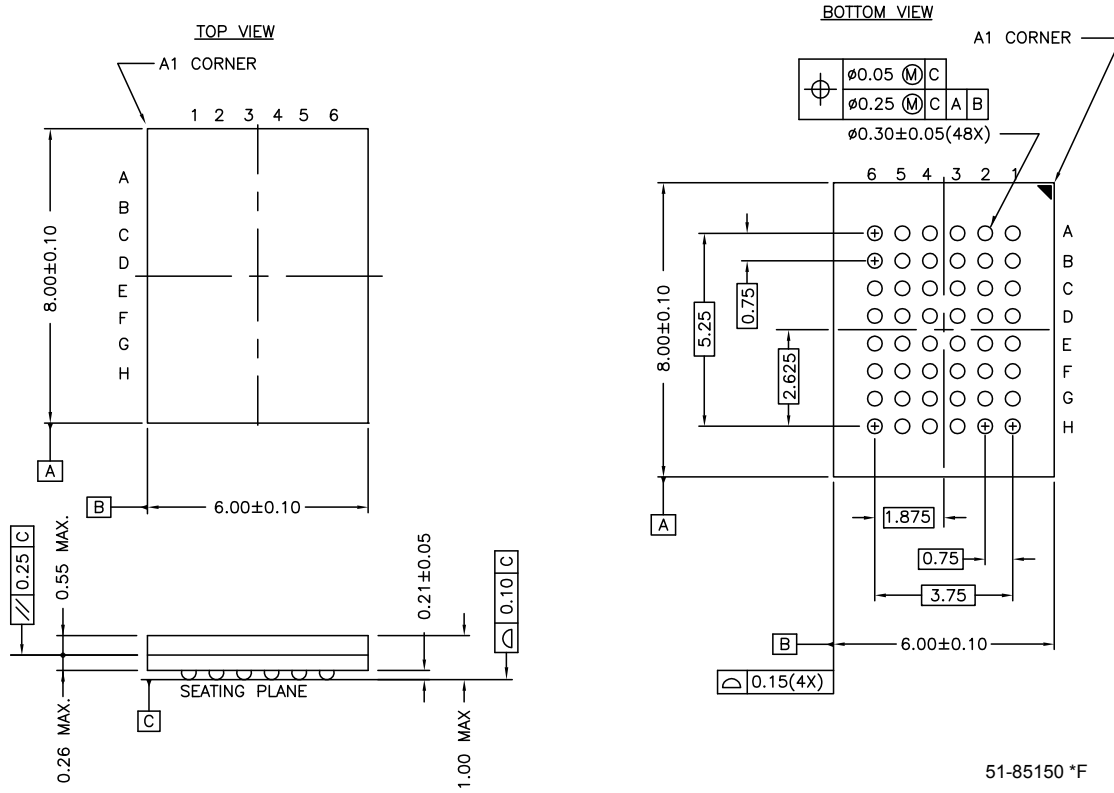 TOP VIEW
A1 CORNER
1 2 3 4 5 6
A
B
C
D
E
F
G
H
8.00±0.10
A
B
6.00±0.10
// 0.25 C
0.55 MAX.
0.21±0.05
⌓ 0.10 C
SEATING PLANE
C
0.26 MAX.
1.00 MAX
BOTTOM VIEW
A1 CORNER
⌖ ø0.05 Ⓜ C
ø0.25 Ⓜ C A B
ø0.30±0.05(48X)
6 5 4 3 2 1
A
B
C
D
E
F
G
H
8.00±0.10
5.25
0.75
2.625
A
1.875
0.75
3.75
B
6.00±0.10
⌓ 0.15(4X)
51-85150 *F